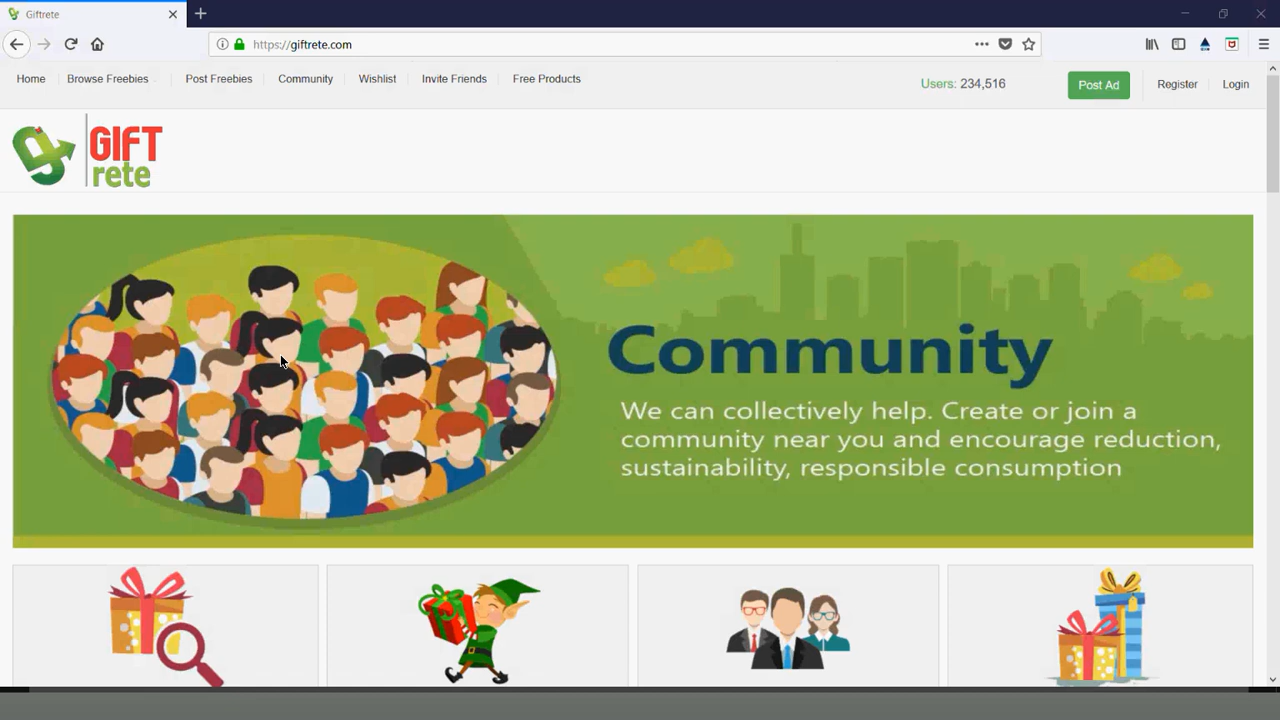 Giftrete
https://giftrete.com
Home Browse Freebies Post Freebies Community Wishlist Invite Friends Free Products Users: 234,516 Post Ad Register Login
GIFT
rete
Community
We can collectively help. Create or join a
community near you and encourage reduction,
sustainability, responsible consumption